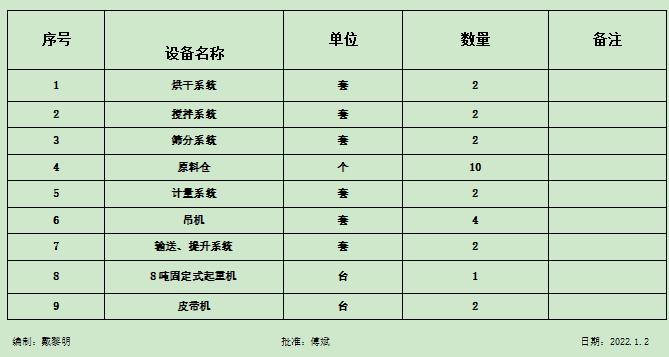 序号 设备名称 单位 数量 备注
1 烘干系统 套 2
2 搅拌系统 套 2
3 筛分系统 套 2
4 原料仓 个 10
5 计量系统 套 2
6 吊机 套 4
7 输送、提升系统 套 2
8 8吨固定式起重机 台 1
9 皮带机 台 2
编制：戴黎明 批准：傅斌 日期：2022.1.2